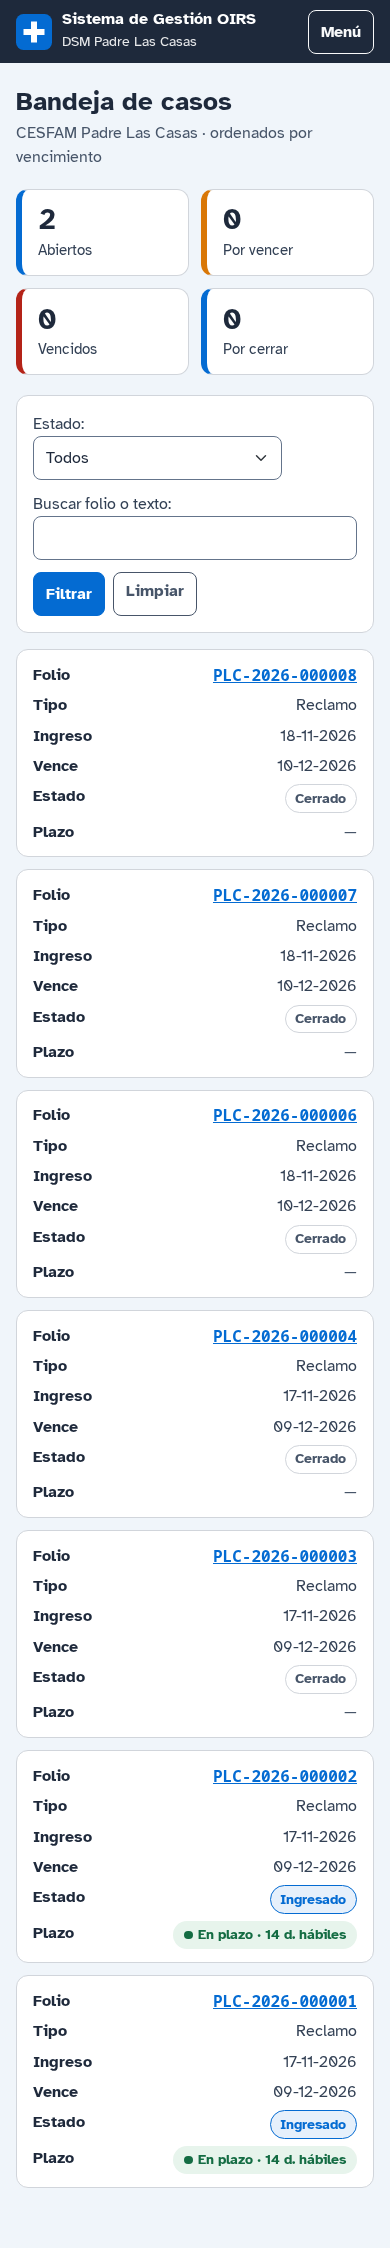 Sistema de Gestión OIRS
DSM Padre Las Casas
Menú
Bandeja de casos
CESFAM Padre Las Casas · ordenados por
vencimiento
2
Abiertos
0
Por vencer
0
Vencidos
0
Por cerrar
Estado:
Todos
Buscar folio o texto:
Filtrar
Limpiar
Folio PLC-2026-000008
Tipo Reclamo
Ingreso 18-11-2026
Vence 10-12-2026
Estado Cerrado
Plazo —
Folio PLC-2026-000007
Tipo Reclamo
Ingreso 18-11-2026
Vence 10-12-2026
Estado Cerrado
Plazo —
Folio PLC-2026-000006
Tipo Reclamo
Ingreso 18-11-2026
Vence 10-12-2026
Estado Cerrado
Plazo —
Folio PLC-2026-000004
Tipo Reclamo
Ingreso 17-11-2026
Vence 09-12-2026
Estado Cerrado
Plazo —
Folio PLC-2026-000003
Tipo Reclamo
Ingreso 17-11-2026
Vence 09-12-2026
Estado Cerrado
Plazo —
Folio PLC-2026-000002
Tipo Reclamo
Ingreso 17-11-2026
Vence 09-12-2026
Estado Ingresado
Plazo En plazo · 14 d. hábiles
Folio PLC-2026-000001
Tipo Reclamo
Ingreso 17-11-2026
Vence 09-12-2026
Estado Ingresado
Plazo En plazo · 14 d. hábiles